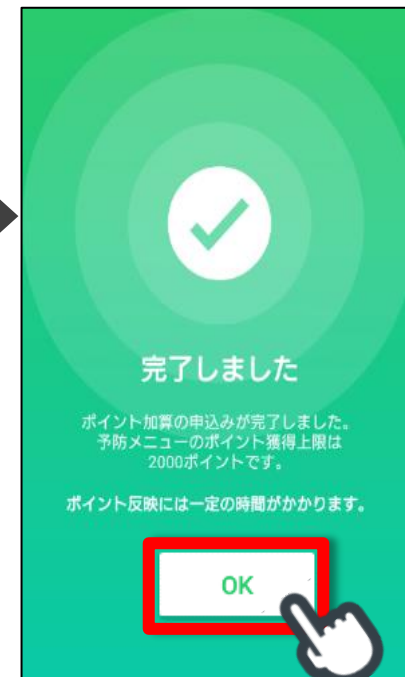 完了しました
ポイント加算の申込みが完了しました。
予防メニューのポイント獲得上限は
2000ポイントです。
ポイント反映には一定の時間がかかります。
OK